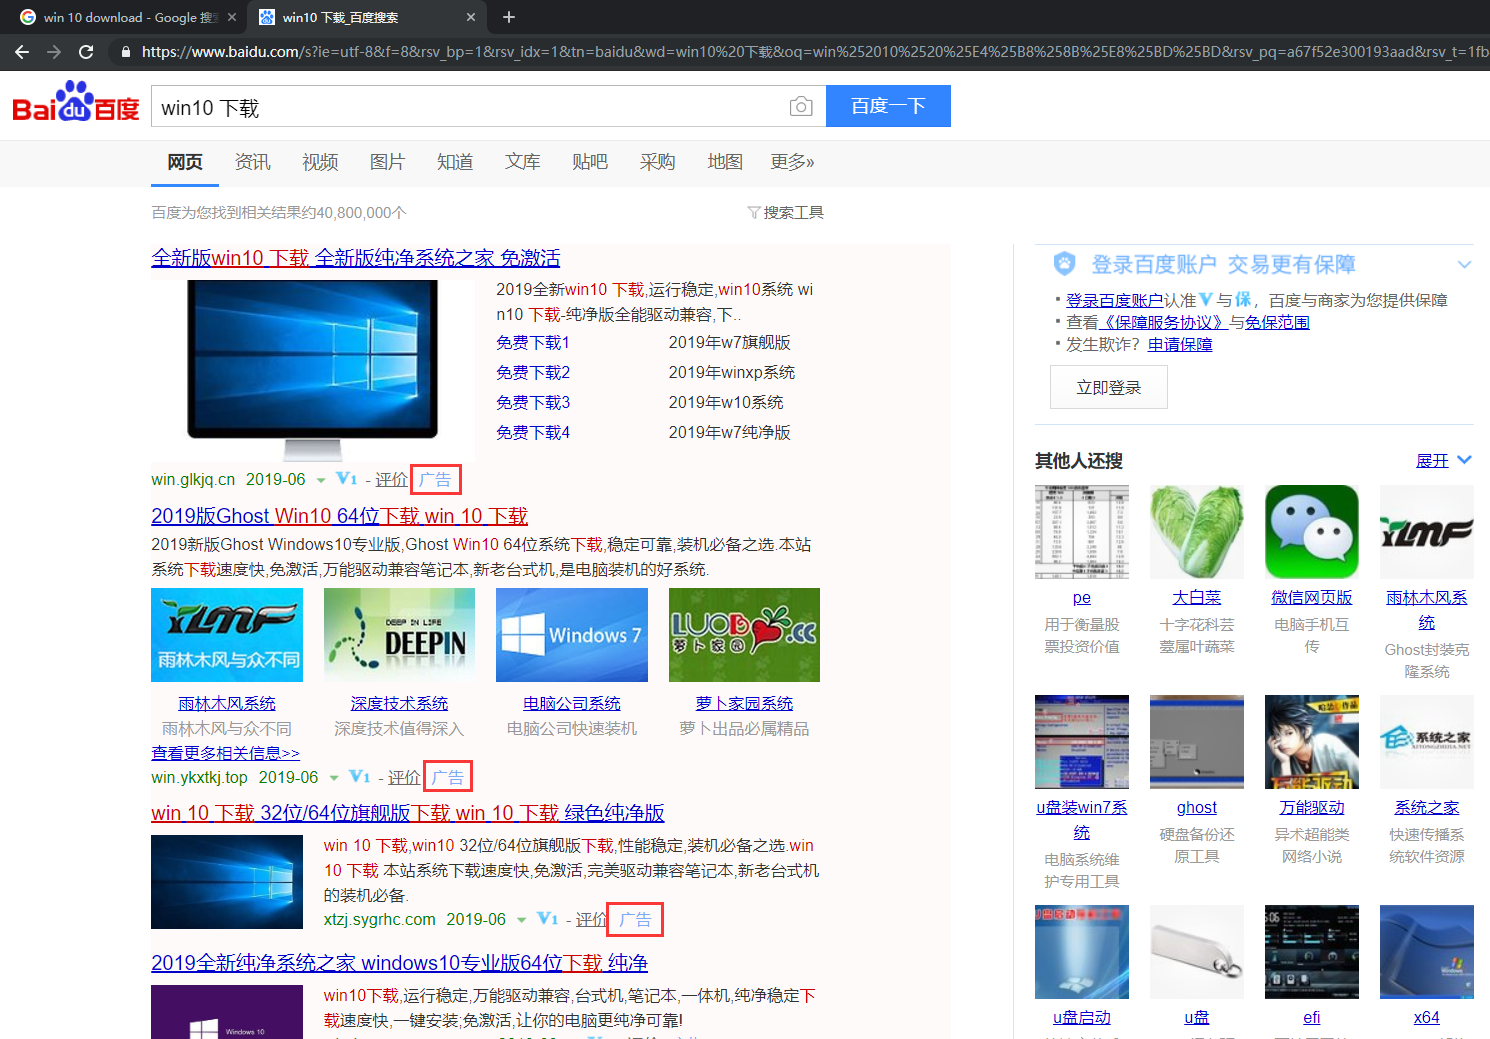 win 10 download - Google 搜
win10 下载_百度搜索
https://www.baidu.com/s?ie=utf-8&f=8&rsv_bp=1&rsv_idx=1&tn=baidu&wd=win10%20下载&oq=win%252010%2520%25E4%25B8%258B%25E8%25BD%25BD&rsv_pq=a67f52e300193aad&rsv_t=1fb
Bai du 百度
win10 下载
百度一下
网页 资讯 视频 图片 知道 文库 贴吧 采购 地图 更多»
百度为您找到相关结果约40,800,000个
搜索工具
全新版win10 下载 全新版纯净系统之家 免激活
2019全新win10 下载,运行稳定,win10系统 wi
n10 下载-纯净版全能驱动兼容,下..
免费下载1 2019年w7旗舰版
免费下载2 2019年winxp系统
免费下载3 2019年w10系统
免费下载4 2019年w7纯净版
win.glkjq.cn 2019-06 V1 - 评价 广告
2019版Ghost Win10 64位下载 win 10 下载
2019新版Ghost Windows10专业版,Ghost Win10 64位系统下载,稳定可靠,装机必备之选.本站
系统下载速度快,免激活,万能驱动兼容笔记本,新老台式机,是电脑装机的好系统.
YLMF
雨林木风与众不同
DEEP IN LIFE
DEEPIN
Windows 7
LUOBO.cc
萝卜家园
雨林木风系统 深度技术系统 电脑公司系统 萝卜家园系统
雨林木风与众不同 深度技术值得深入 电脑公司快速装机 萝卜出品必属精品
查看更多相关信息>>
win.ykxtkj.top 2019-06 V1 - 评价 广告
win 10 下载 32位/64位旗舰版下载 win 10 下载 绿色纯净版
win 10 下载,win10 32位/64位旗舰版下载,性能稳定,装机必备之选.win
10 下载 本站系统下载速度快,免激活,完美驱动兼容笔记本,新老台式机
的装机必备.
xtzj.sygrhc.com 2019-06 V1 - 评价 广告
2019全新纯净系统之家 windows10专业版64位下载 纯净
Windows 10
win10下载,运行稳定,万能驱动兼容,台式机,笔记本,一体机,纯净稳定下
载速度快,一键安装;免激活,让你的电脑更纯净可靠!
登录百度账户 交易更有保障
·登录百度账户认准V与保，百度与商家为您提供保障
·查看《保障服务协议》与免保范围
·发生欺诈？申请保障
立即登录
其他人还搜
展开
YLMF
pe 大白菜 微信网页版 雨林木风系
统
用于衡量股 十字花科芸 电脑手机互 Ghost封装克
票投资价值 薹属叶蔬菜 传 隆系统
系统之家
XITONGZHIJIA.NET
u盘装win7系 ghost 万能驱动 系统之家
统
电脑系统维 硬盘备份还 异术超能类 快速传播系
护专用工具 原工具 网络小说 统软件资源
u盘启动 u盘 efi x64